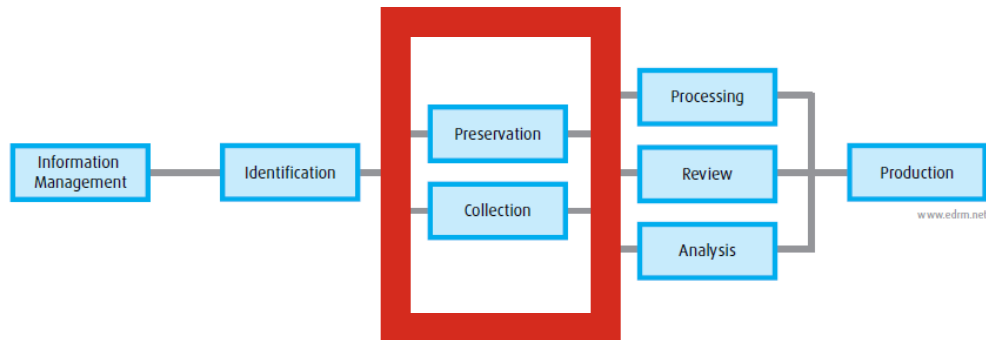 Information
Management
Identification
Preservation
Collection
Processing
Review
Analysis
Production
www.edrm.net